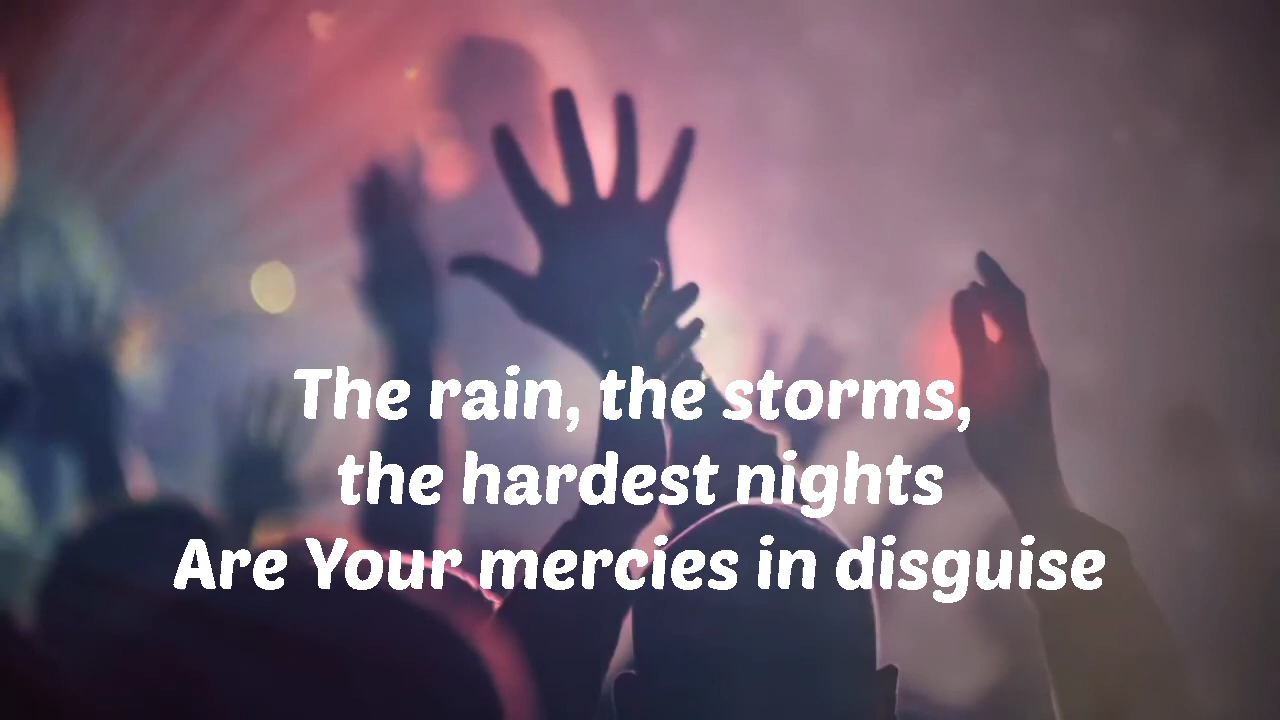 The rain, the storms,
the hardest nights
Are Your mercies in disguise